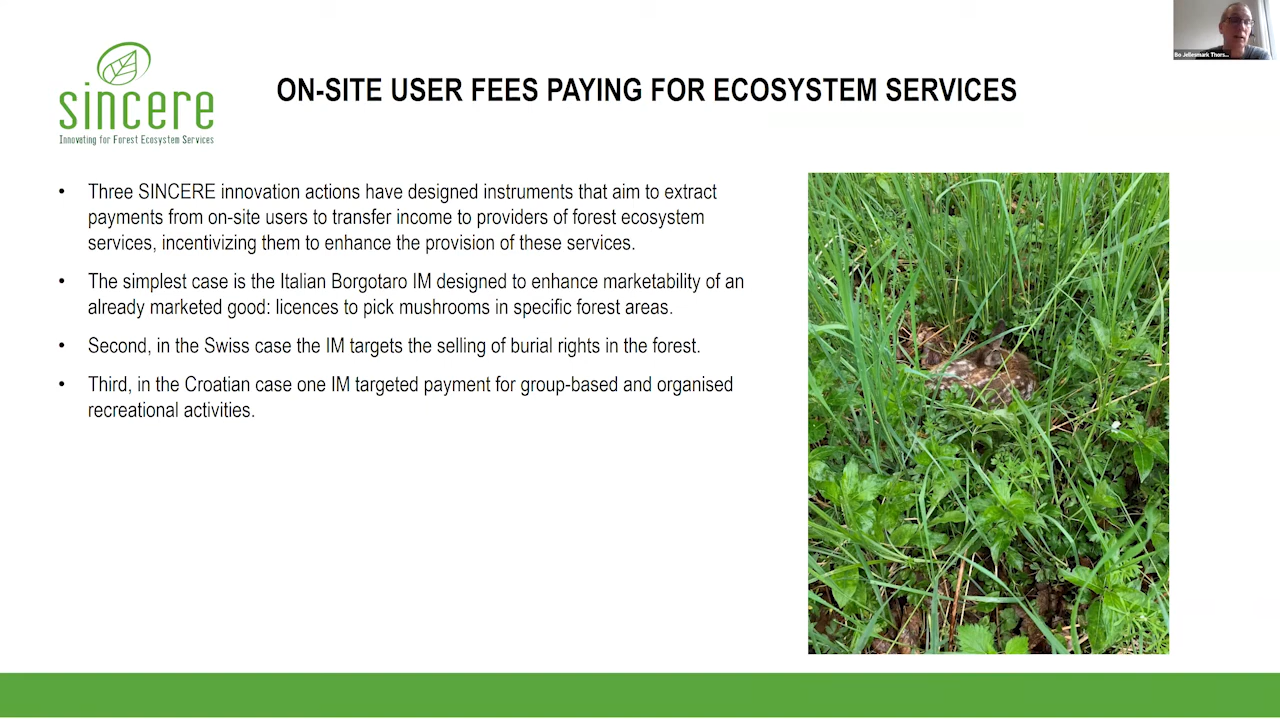 Bo Jellesmark Thors...
sincere
Innovating for Forest Ecosystem Services
ON-SITE USER FEES PAYING FOR ECOSYSTEM SERVICES
• Three SINCERE innovation actions have designed instruments that aim to extract
payments from on-site users to transfer income to providers of forest ecosystem
services, incentivizing them to enhance the provision of these services.
• The simplest case is the Italian Borgotaro IM designed to enhance marketability of an
already marketed good: licences to pick mushrooms in specific forest areas.
• Second, in the Swiss case the IM targets the selling of burial rights in the forest.
• Third, in the Croatian case one IM targeted payment for group-based and organised
recreational activities.